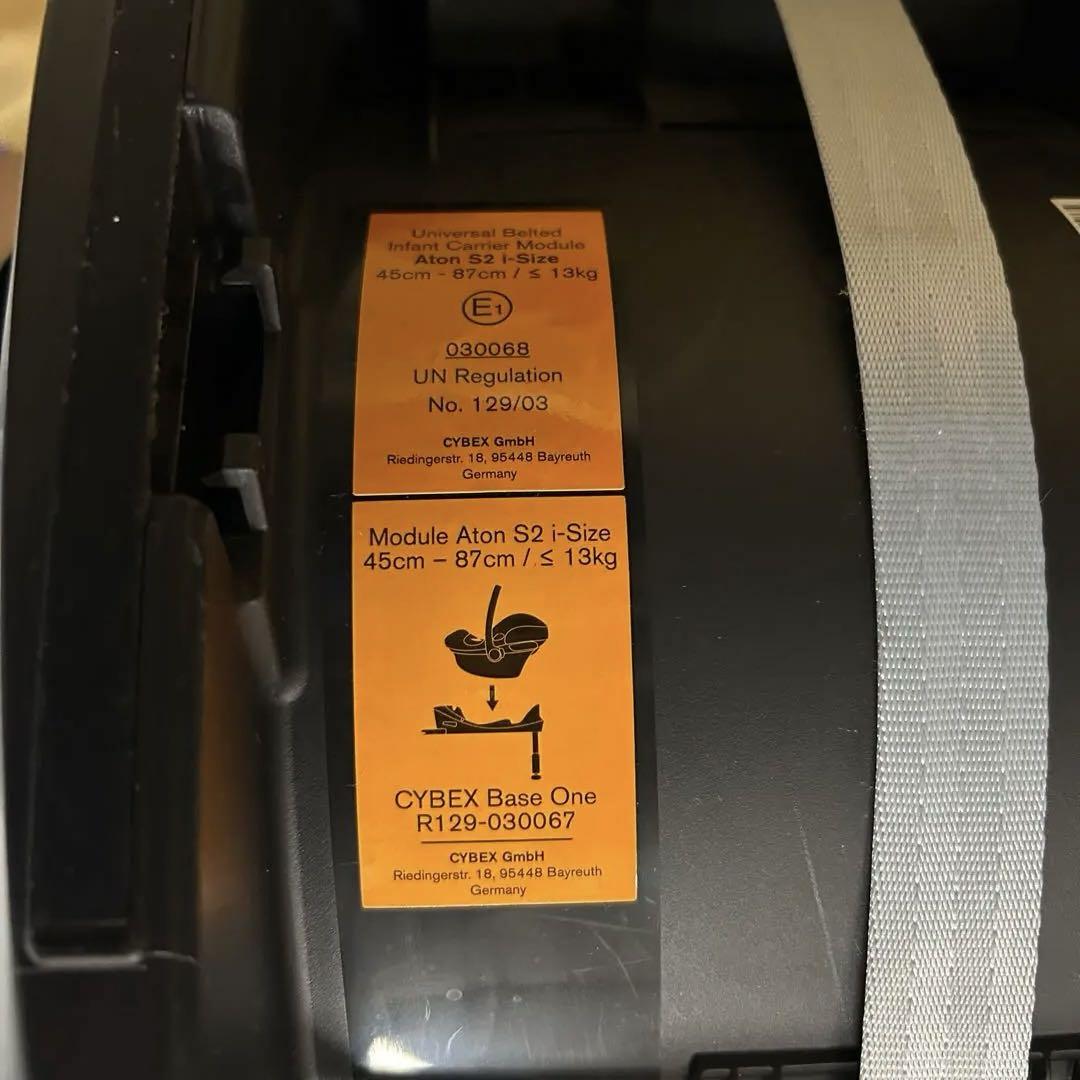 Universal Belted
Infant Carrier Module
Aton S2 i-Size
45cm - 87cm / ≤ 13kg
E1
030068
UN Regulation
No. 129/03
CYBEX GmbH
Riedingerstr. 18, 95448 Bayreuth
Germany
Module Aton S2 i-Size
45cm – 87cm / ≤ 13kg
CYBEX Base One
R129-030067
CYBEX GmbH
Riedingerstr. 18, 95448 Bayreuth
Germany